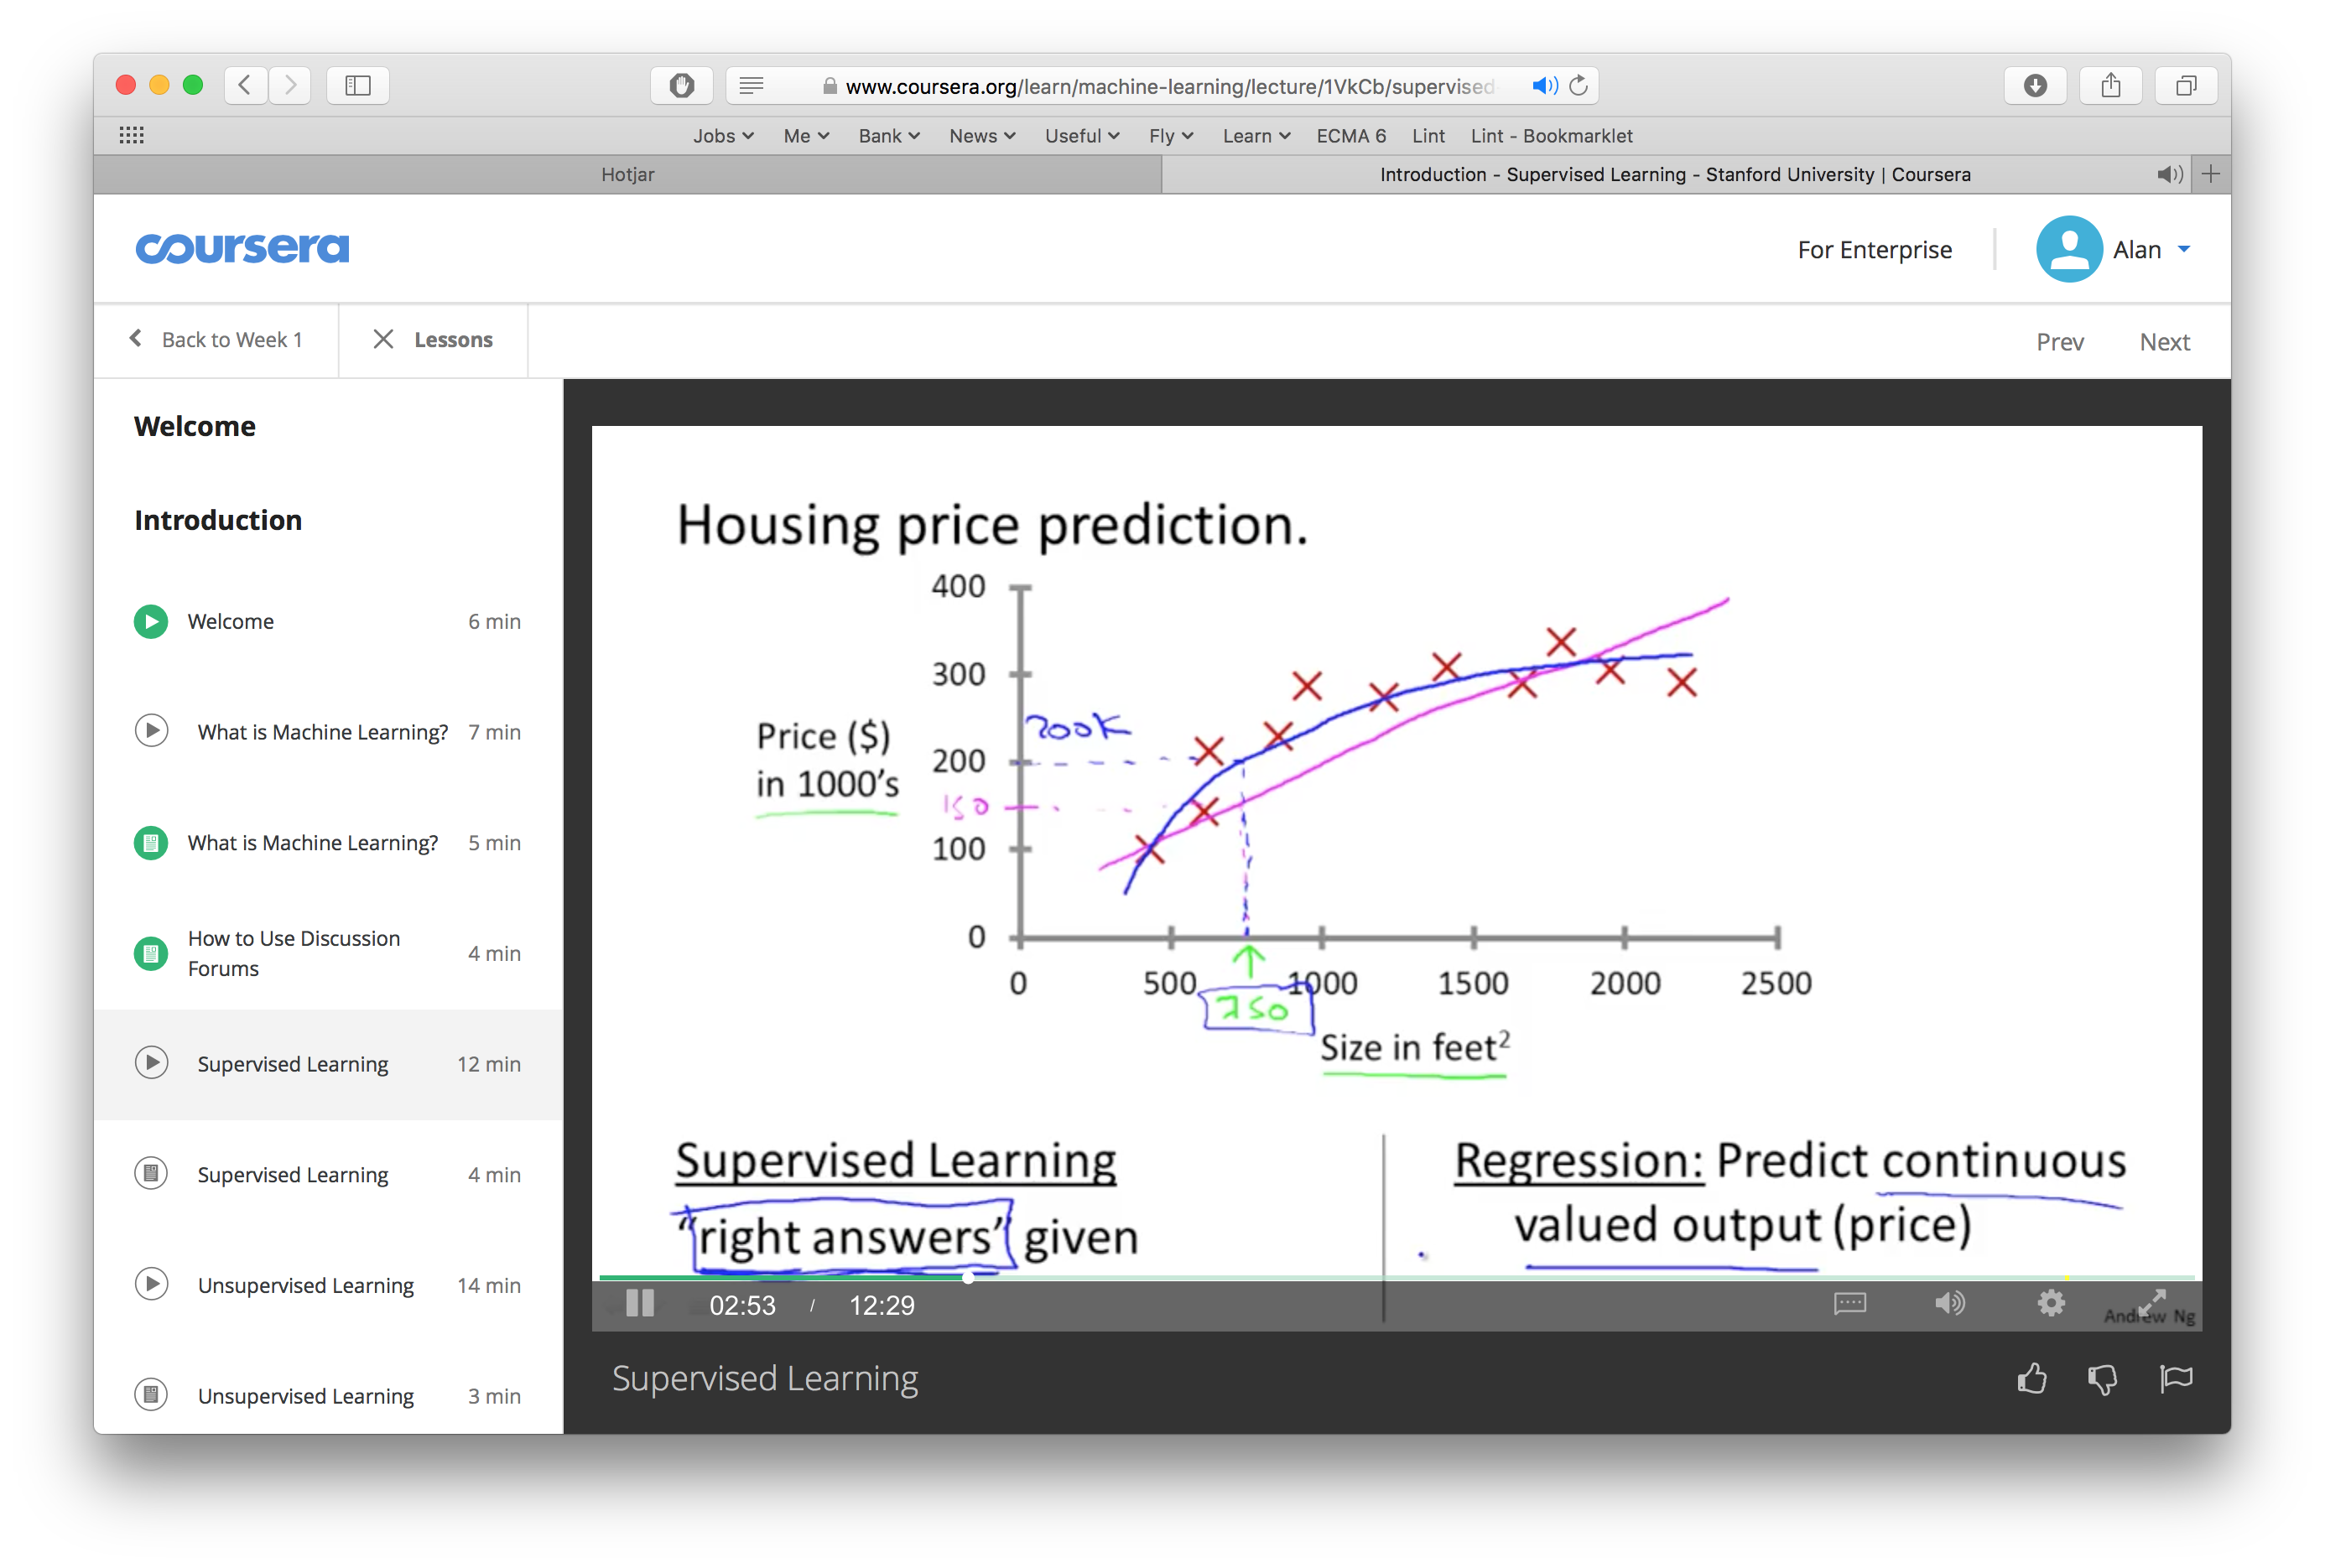 www.coursera.org/learn/machine-learning/lecture/1VkCb/supervised
Jobs Me Bank News Useful Fly Learn ECMA 6 Lint Lint - Bookmarklet
Hotjar
Introduction - Supervised Learning - Stanford University | Coursera
coursera
For Enterprise
Alan
Back to Week 1
Lessons
Prev
Next
Welcome
Introduction
Welcome 6 min
What is Machine Learning? 7 min
What is Machine Learning? 5 min
How to Use Discussion
Forums
4 min
Supervised Learning 12 min
Supervised Learning 4 min
Unsupervised Learning 14 min
Unsupervised Learning 3 min
Housing price prediction.
400
300
200
100
0
Price ($)
in 1000's
200K
150
0 500 1000 1500 2000 2500
750
Size in feet²
Supervised Learning
"right answers" given
Regression: Predict continuous
valued output (price)
02:53 / 12:29
Andrew Ng
Supervised Learning